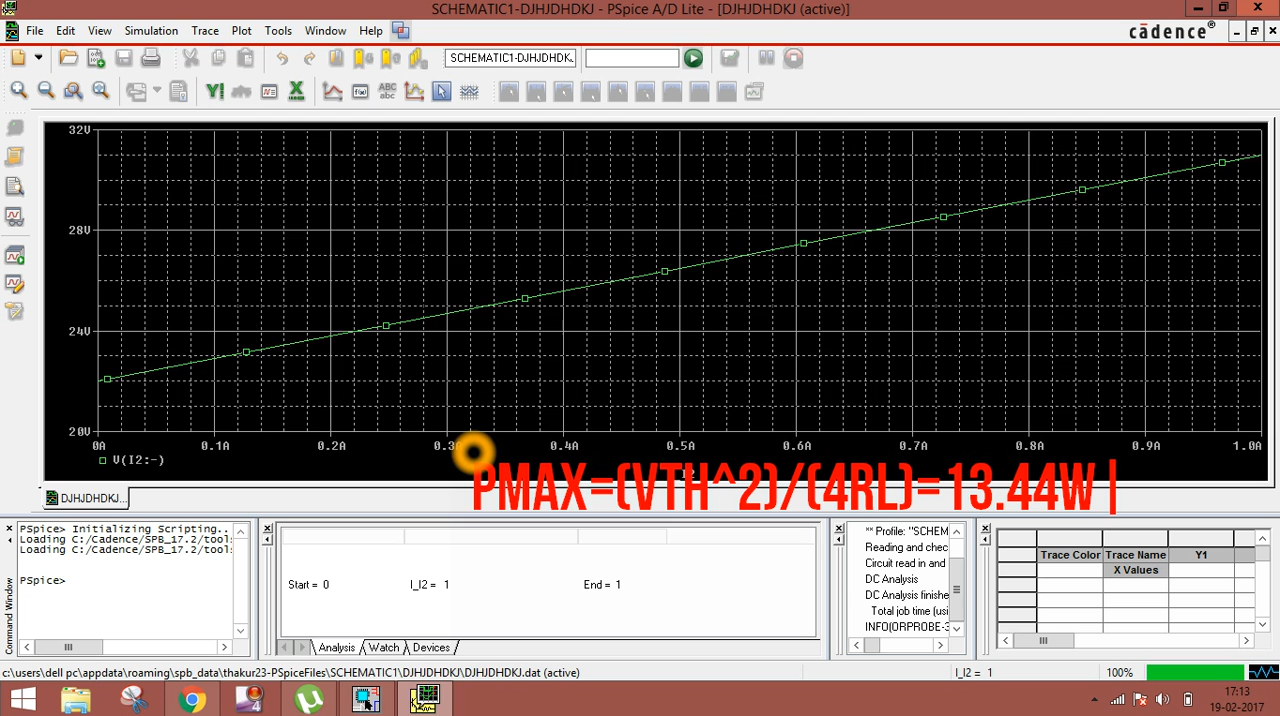 SCHEMATIC1-DJHJDHDKJ - PSpice A/D Lite - [DJHJDHDKJ (active)]
File Edit View Simulation Trace Plot Tools Window Help
cādence®
SCHEMATIC1-DJHJDHDK..
Y! f(x) ABC abc
32V
28V
24V
20V
0A 0.1A 0.2A 0.3A 0.4A 0.5A 0.6A 0.7A 0.8A 0.9A 1.0A
V(I2:-)
PMAX=(VTH^2)/(4RL)=13.44W|
DJHJDHDKJ...
Command Window
PSpice> Initializing Scripting..
Loading C:/Cadence/SPB_17.2/tool
Loading C:/Cadence/SPB_17.2/tool
PSpice>
Start = 0 I_I2 = 1 End = 1
Analysis Watch Devices
** Profile: "SCHEM
Reading and chec
Circuit read in and
DC Analysis
DC Analysis finishe
Total job time (usi
INFO(ORPROBE-3
Trace Color Trace Name Y1
X Values
c:\users\dell pc\appdata\roaming\spb_data\thakur23-PSpiceFiles\SCHEMATIC1\DJHJDHDKJ\DJHJDHDKJ.dat (active) I_I2 = 1 100%
4
17:13
19-02-2017